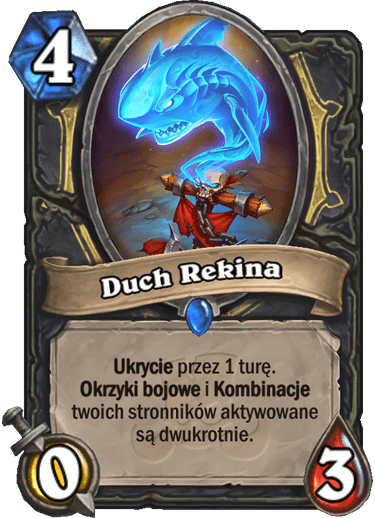 4
Duch Rekina
Ukrycie przez 1 turę.
Okrzyki bojowe i Kombinacje
twoich stronników aktywowane
są dwukrotnie.
0
3